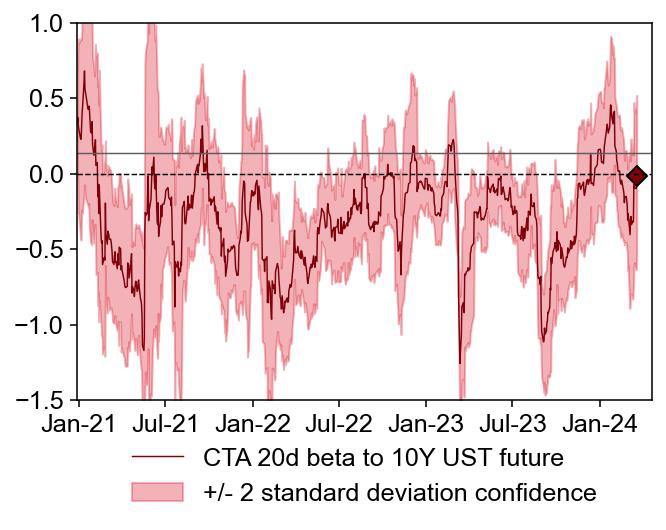 1.0
0.5
0.0
−0.5
−1.0
−1.5
Jan-21 Jul-21 Jan-22 Jul-22 Jan-23 Jul-23 Jan-24
CTA 20d beta to 10Y UST future
+/- 2 standard deviation confidence